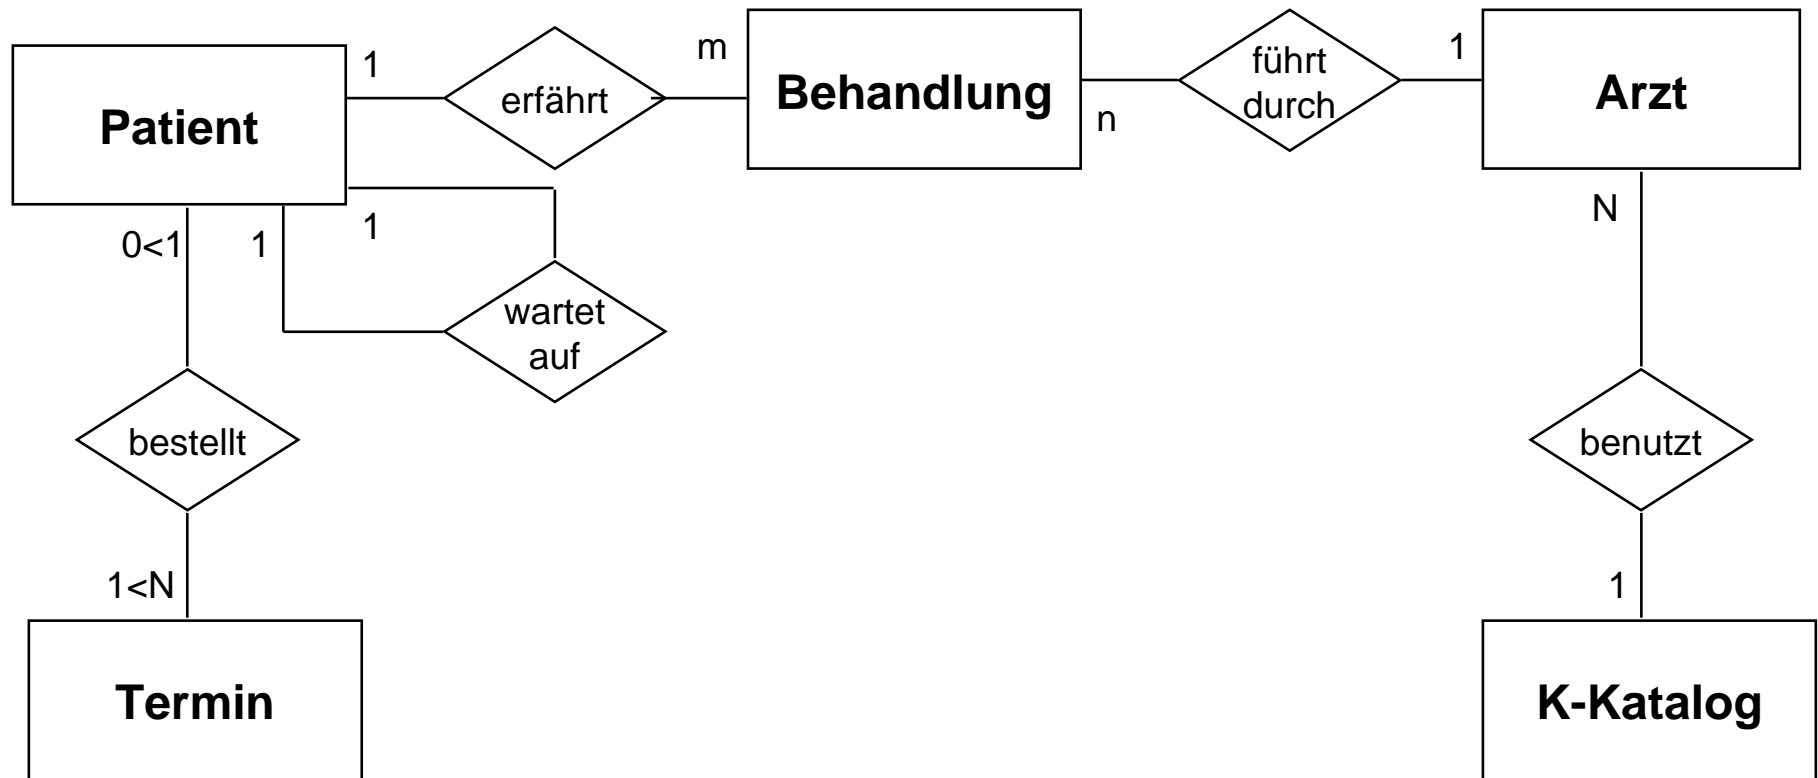 Patient
1
erfährt
m
Behandlung
n
führt
durch
1
Arzt
0<1
1
1
wartet
auf
N
bestellt
benutzt
1<N
1
Termin
K-Katalog